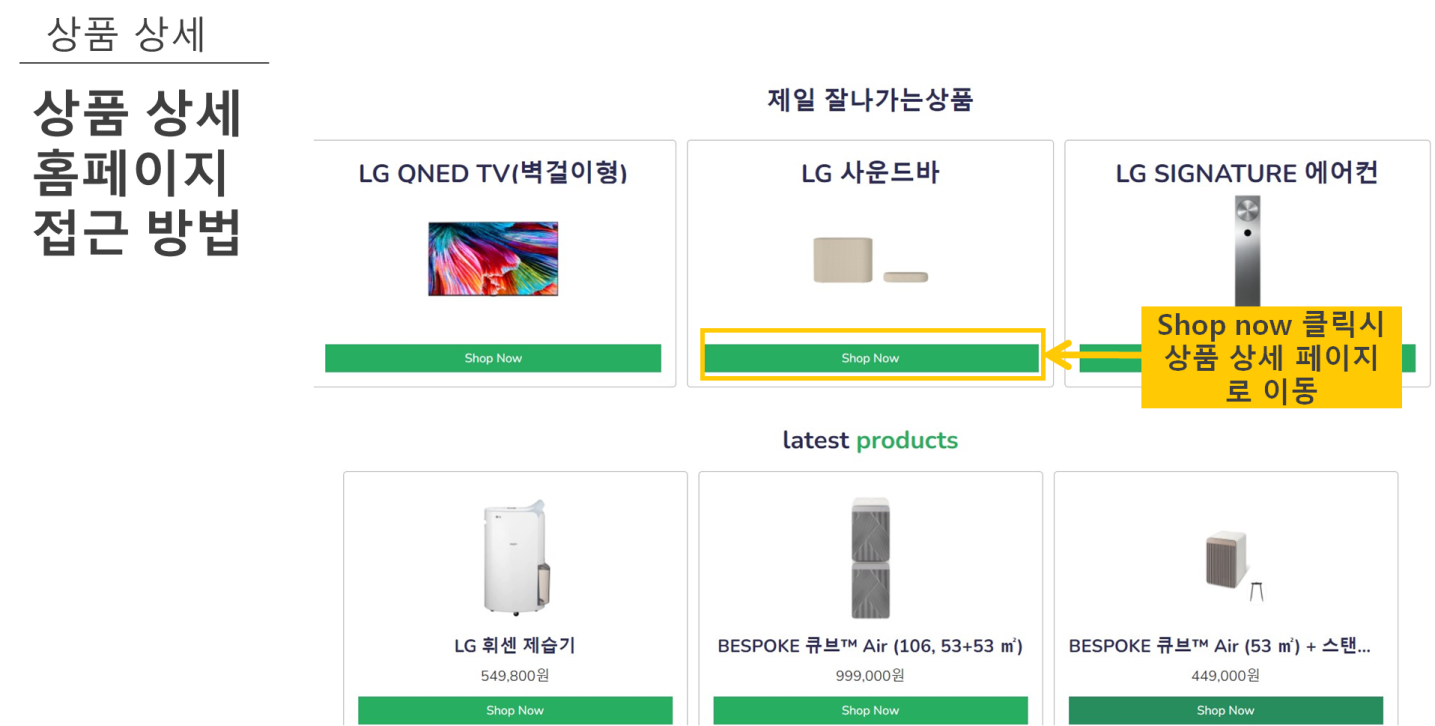 상품 상세
상품 상세
홈페이지
접근 방법
제일 잘나가는상품
LG QNED TV(벽걸이형)
LG 사운드바
LG SIGNATURE 에어컨
Shop Now
Shop Now
Shop now 클릭시
상품 상세 페이지
로 이동
latest products
LG 휘센 제습기
BESPOKE 큐브™ Air (106, 53+53 ㎡)
BESPOKE 큐브™ Air (53 ㎡) + 스탠...
549,800원
999,000원
449,000원
Shop Now
Shop Now
Shop Now